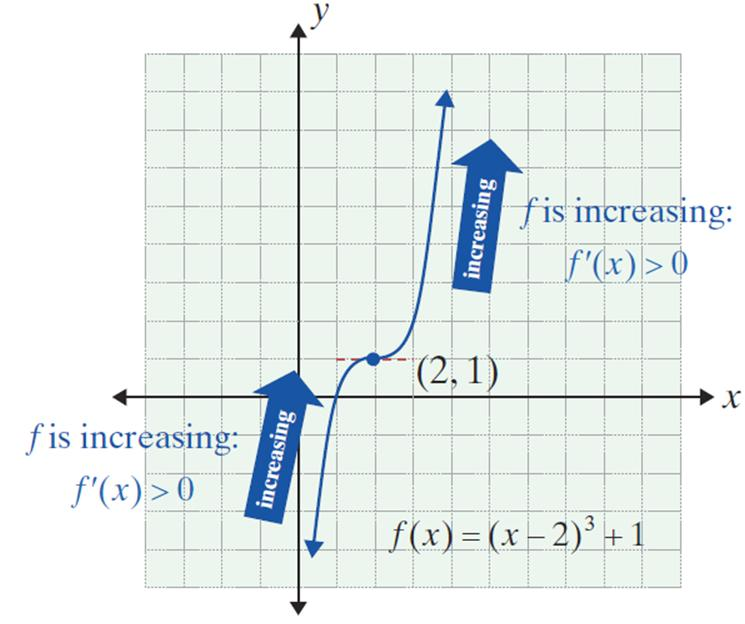 y
increasing
f is increasing:
f′(x) > 0
(2, 1)
x
increasing
f is increasing:
f′(x) > 0
f(x) = (x − 2)³ + 1